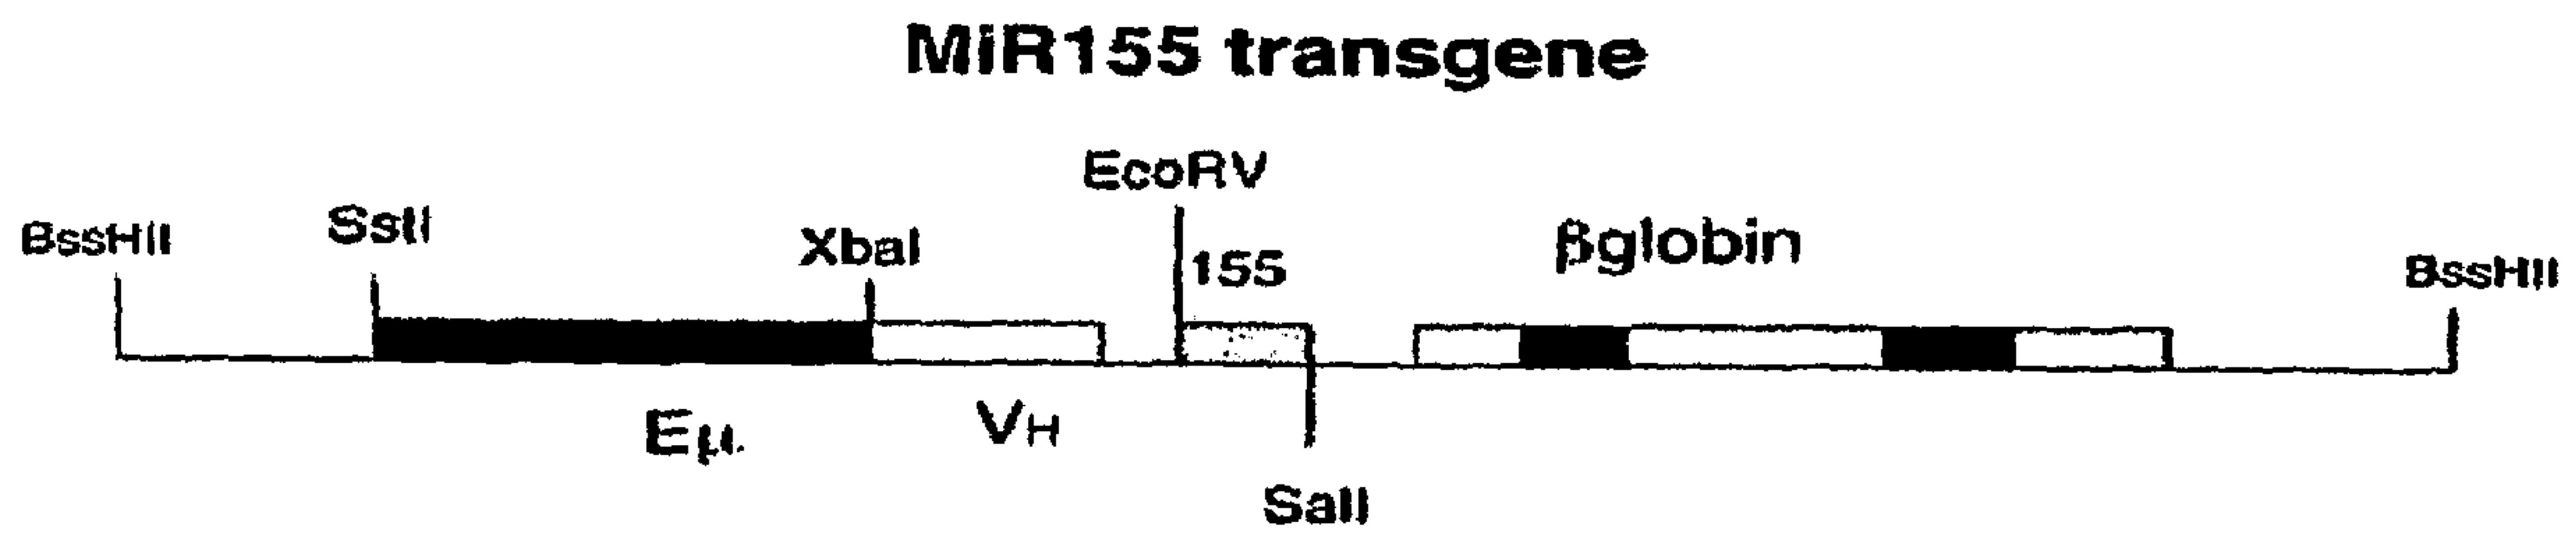 MiR155 transgene
EcoRV
BssHII
SstI
XbaI
155
βglobin
BssHII
Eμ
VH
SalI